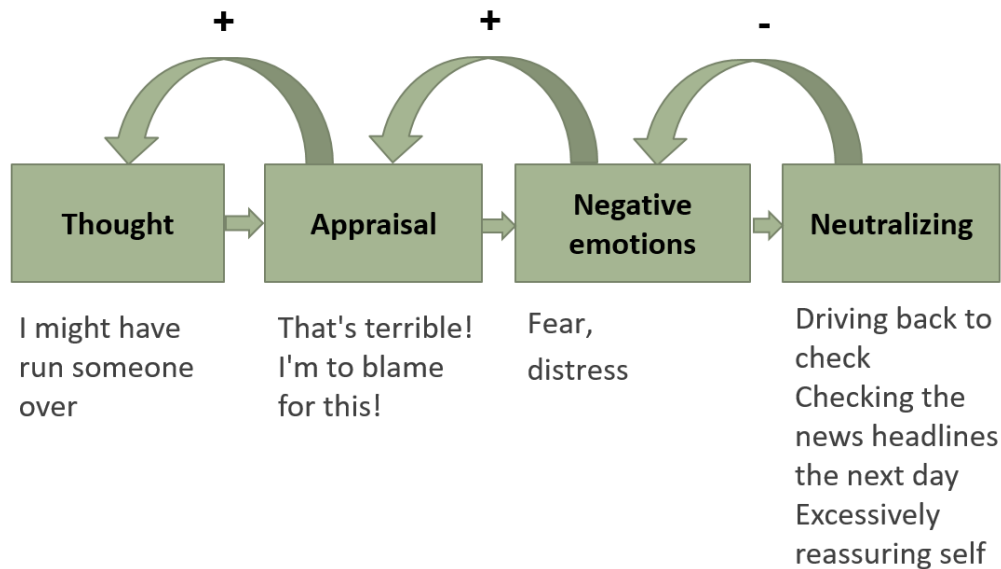 +
+
-
Thought
Appraisal
Negative
emotions
Neutralizing
I might have
run someone
over
That's terrible!
I'm to blame
for this!
Fear,
distress
Driving back to
check
Checking the
news headlines
the next day
Excessively
reassuring self